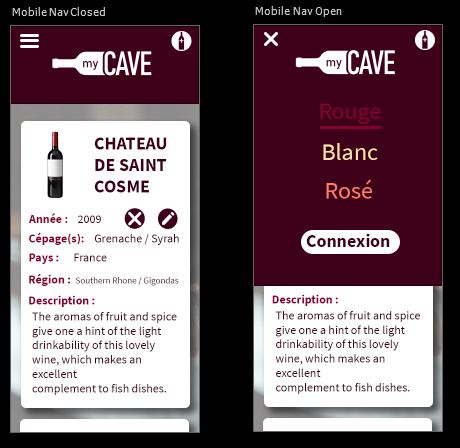 Mobile Nav Closed
my CAVE
CHATEAU
DE SAINT
COSME
Année : 2009
Cépage(s): Grenache / Syrah
Pays : France
Région : Southern Rhone / Gigondas
Description :
The aromas of fruit and spice
give one a hint of the light
drinkability of this lovely
wine, which makes an
excellent
complement to fish dishes.
Mobile Nav Open
my CAVE
Rouge
Blanc
Rosé
Connexion
Description :
The aromas of fruit and spice
give one a hint of the light
drinkability of this lovely
wine, which makes an
excellent
complement to fish dishes.